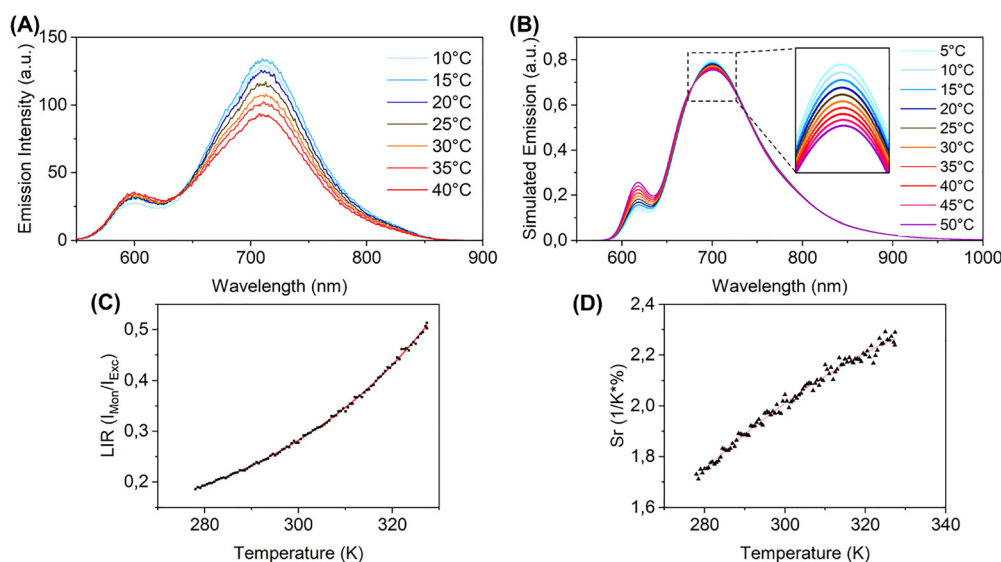 (A)
Emission Intensity (a.u.)
150
125
100
75
50
25
0
600
700
800
900
Wavelength (nm)
10°C
15°C
20°C
25°C
30°C
35°C
40°C
(B)
Simulated Emission (a.u.)
0,8
0,6
0,4
0,2
0,0
600
700
800
900
1000
Wavelength (nm)
5°C
10°C
15°C
20°C
25°C
30°C
35°C
40°C
45°C
50°C
(C)
LIR (I_Mon/I_Exc)
0,5
0,4
0,3
0,2
280
300
320
Temperature (K)
(D)
Sr (1/K*%)
2,4
2,2
2,0
1,8
1,6
280
300
320
340
Temperature (K)